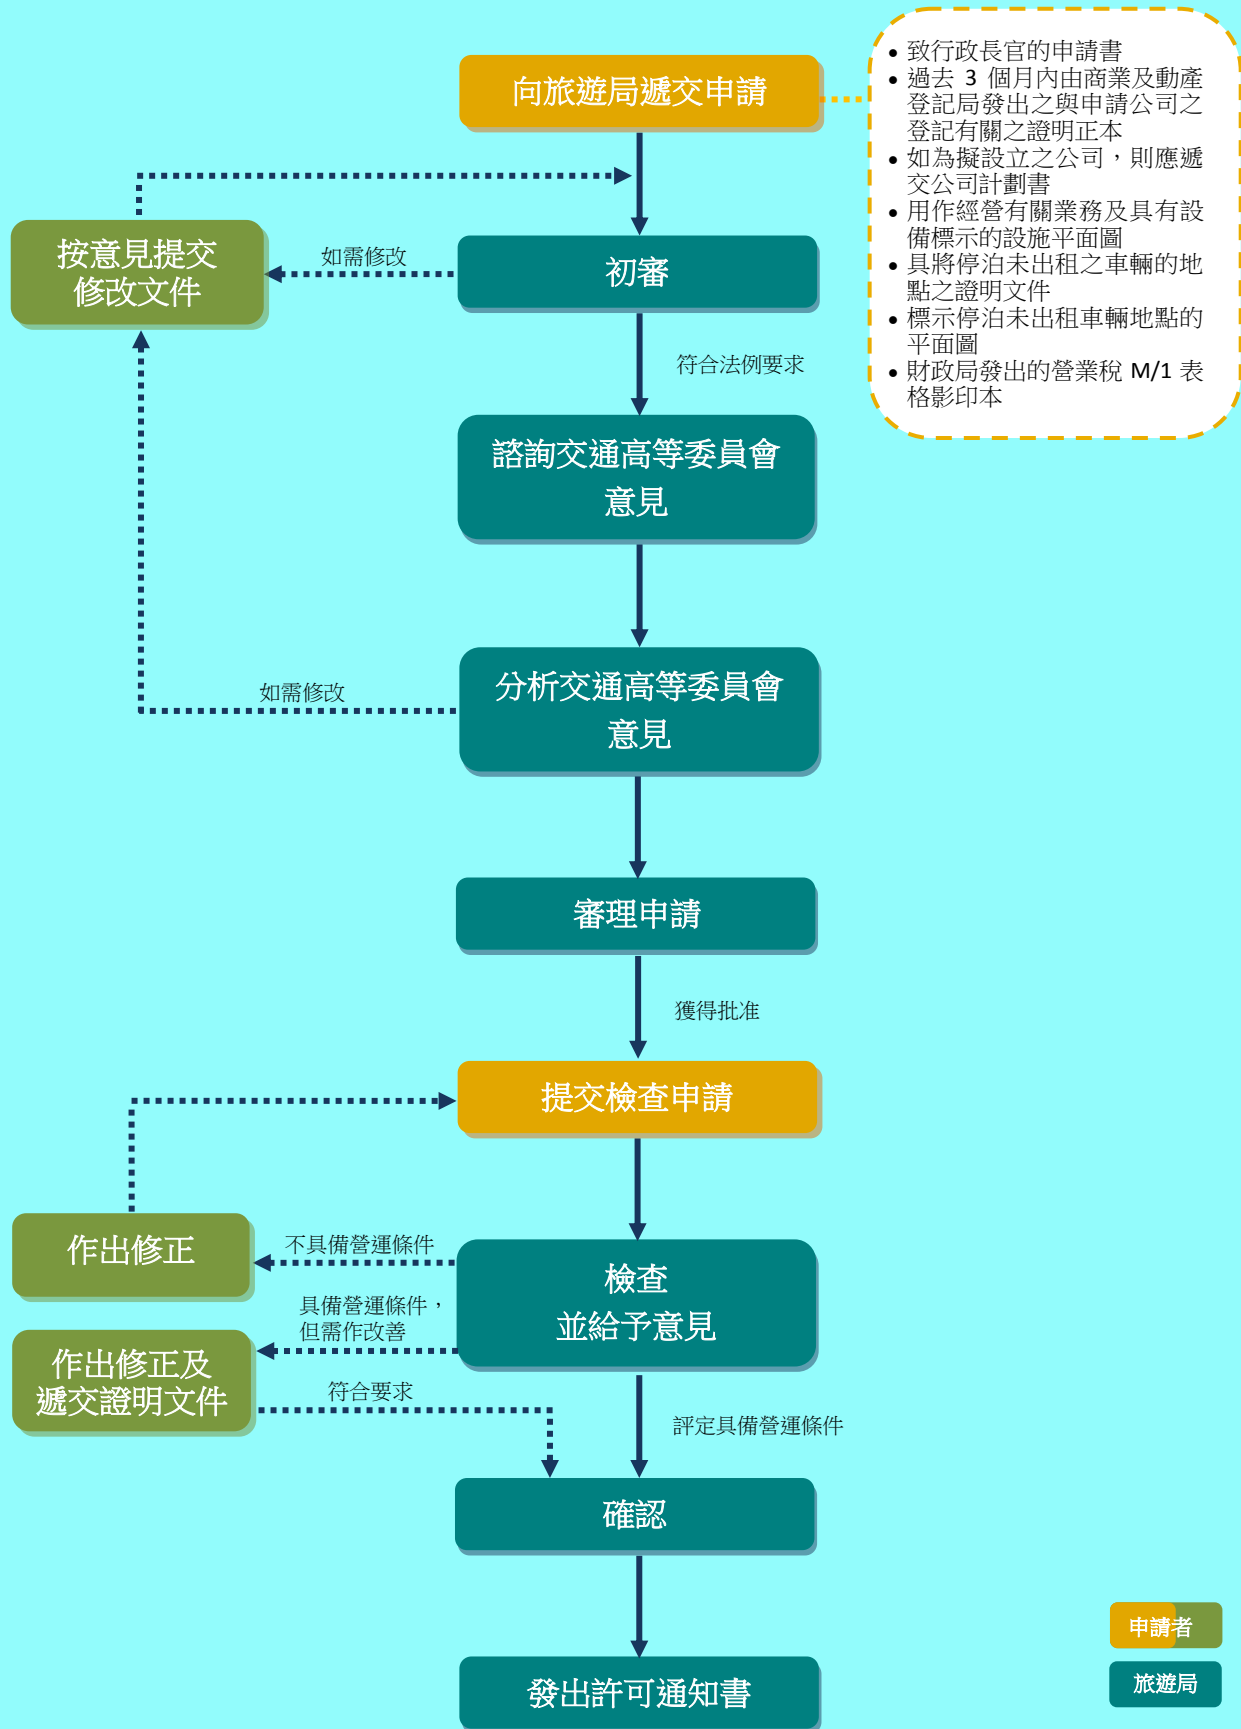 向旅遊局遞交申請
• 致行政長官的申請書
• 過去 3 個月內由商業及動產
登記局發出之與申請公司之
登記有關之證明正本
• 如為擬設立之公司，則應遞
交公司計劃書
• 用作經營有關業務及具有設
備標示的設施平面圖
• 具將停泊未出租之車輛的地
點之證明文件
• 標示停泊未出租車輛地點的
平面圖
• 財政局發出的營業稅 M/1 表
格影印本
按意見提交
修改文件
如需修改
初審
符合法例要求
諮詢交通高等委員會
意見
分析交通高等委員會
意見
如需修改
審理申請
獲得批准
提交檢查申請
作出修正
不具備營運條件
檢查
並給予意見
具備營運條件，
但需作改善
作出修正及
遞交證明文件
符合要求
評定具備營運條件
確認
發出許可通知書
申請者
旅遊局